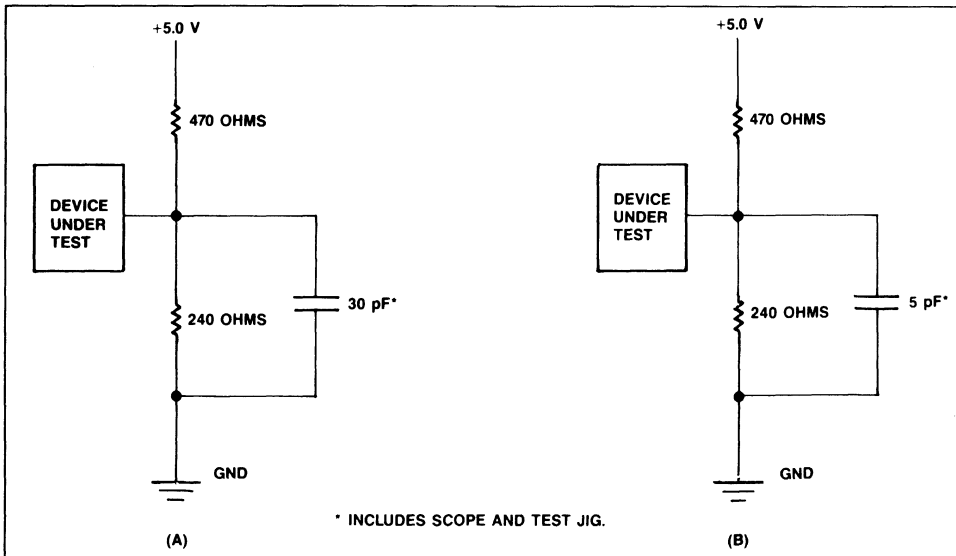 +5.0 V
470 OHMS
DEVICE
UNDER
TEST
240 OHMS
30 pF*
GND
(A)
+5.0 V
470 OHMS
DEVICE
UNDER
TEST
240 OHMS
5 pF*
GND
(B)
* INCLUDES SCOPE AND TEST JIG.